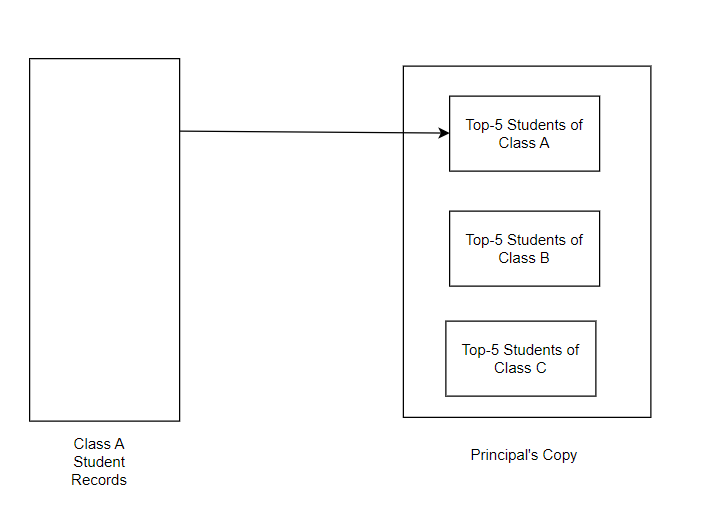 Top-5 Students of
Class A
Top-5 Students of
Class B
Top-5 Students of
Class C
Class A
Student
Records
Principal's Copy